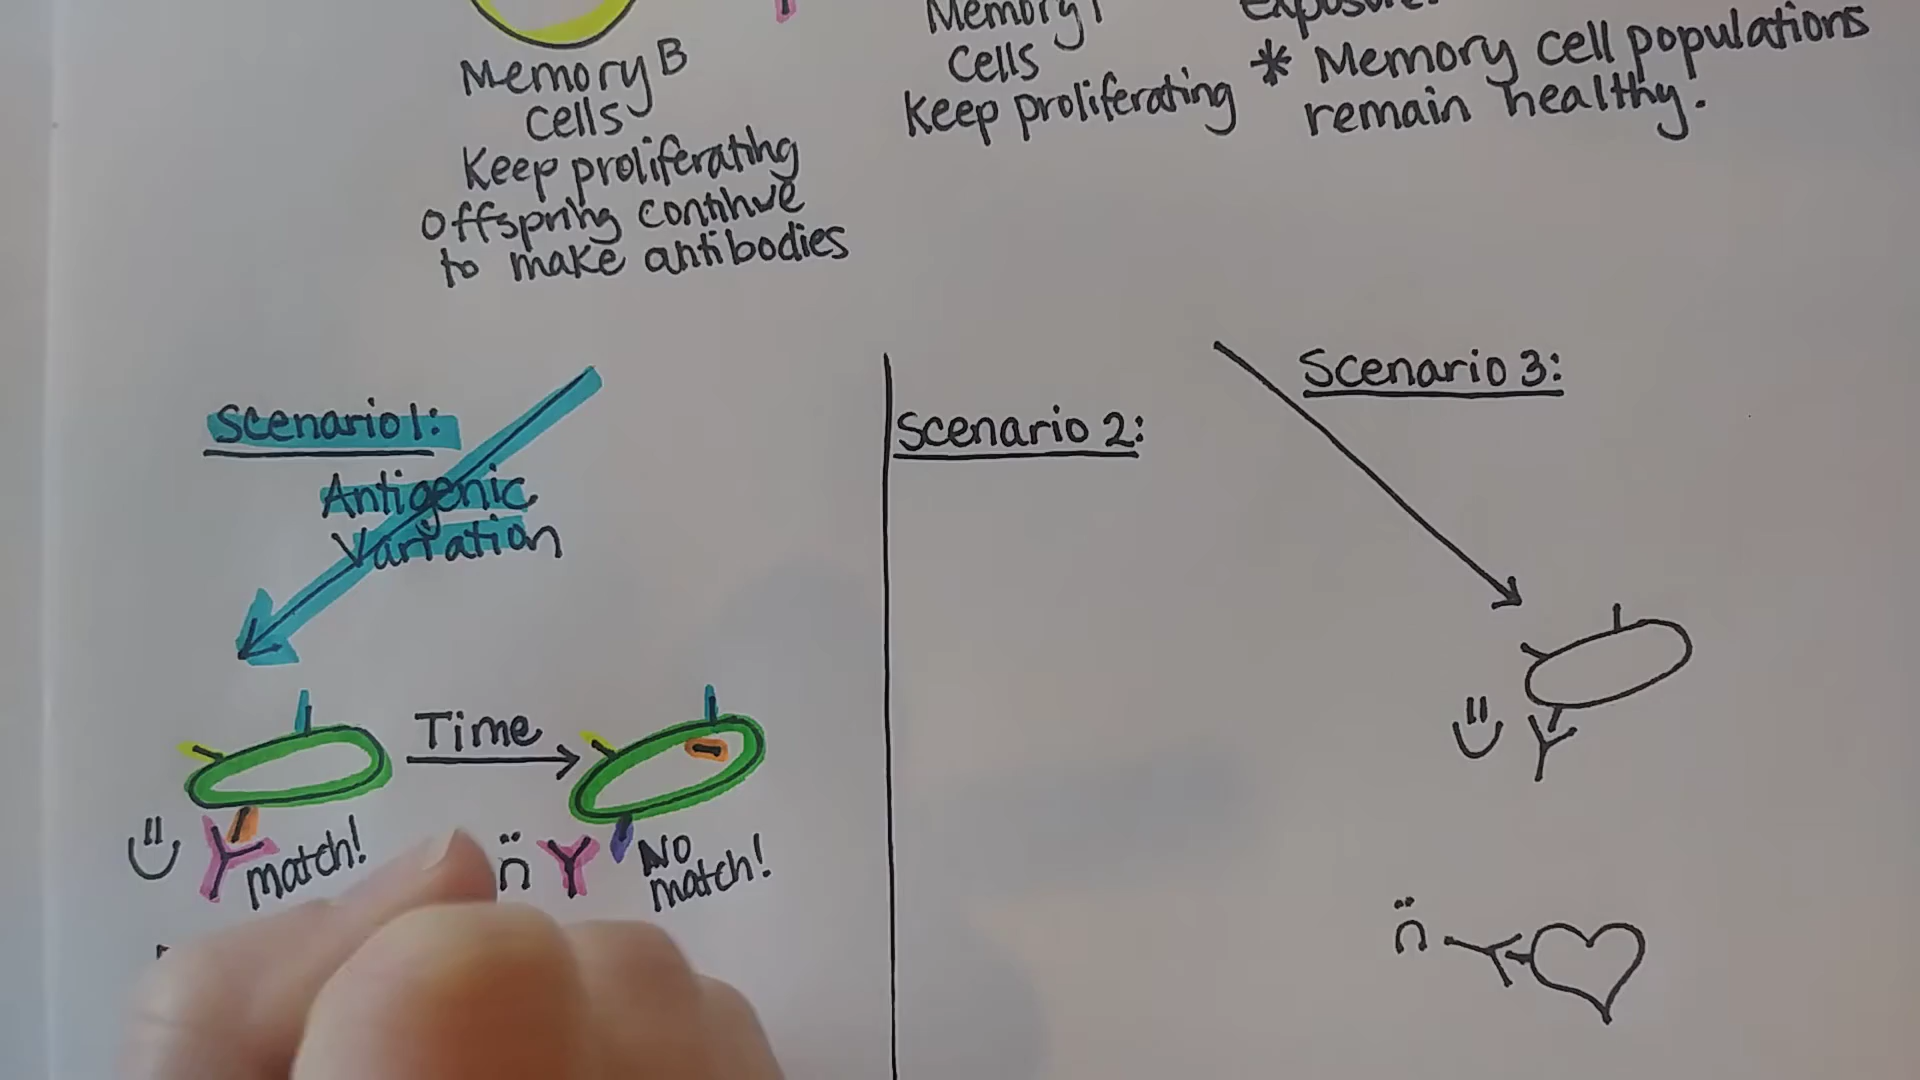 Memory B
cells
Keep proliferating
offspring continue
to make antibodies
Memory
cells
Keep proliferating
exposure.
* Memory cell populations
remain healthy.
Scenario 1:
Antigenic
Variation
Time
match!
NO
match!
Scenario 2:
Scenario 3: